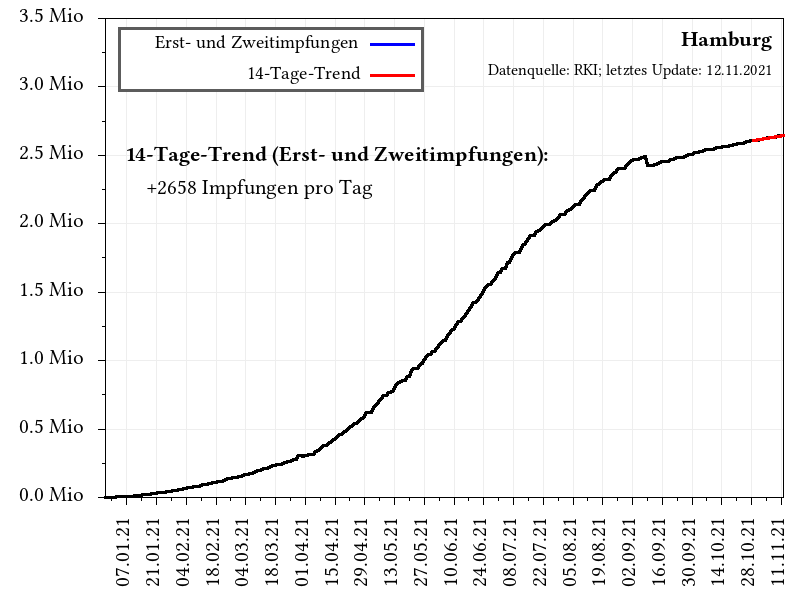 3.5 Mio
3.0 Mio
2.5 Mio
2.0 Mio
1.5 Mio
1.0 Mio
0.5 Mio
0.0 Mio
Erst- und Zweitimpfungen
14-Tage-Trend
Hamburg
Datenquelle: RKI; letztes Update: 12.11.2021
14-Tage-Trend (Erst- und Zweitimpfungen):
+2658 Impfungen pro Tag
07.01.21
21.01.21
04.02.21
18.02.21
04.03.21
18.03.21
01.04.21
15.04.21
29.04.21
13.05.21
27.05.21
10.06.21
24.06.21
08.07.21
22.07.21
05.08.21
19.08.21
02.09.21
16.09.21
30.09.21
14.10.21
28.10.21
11.11.21